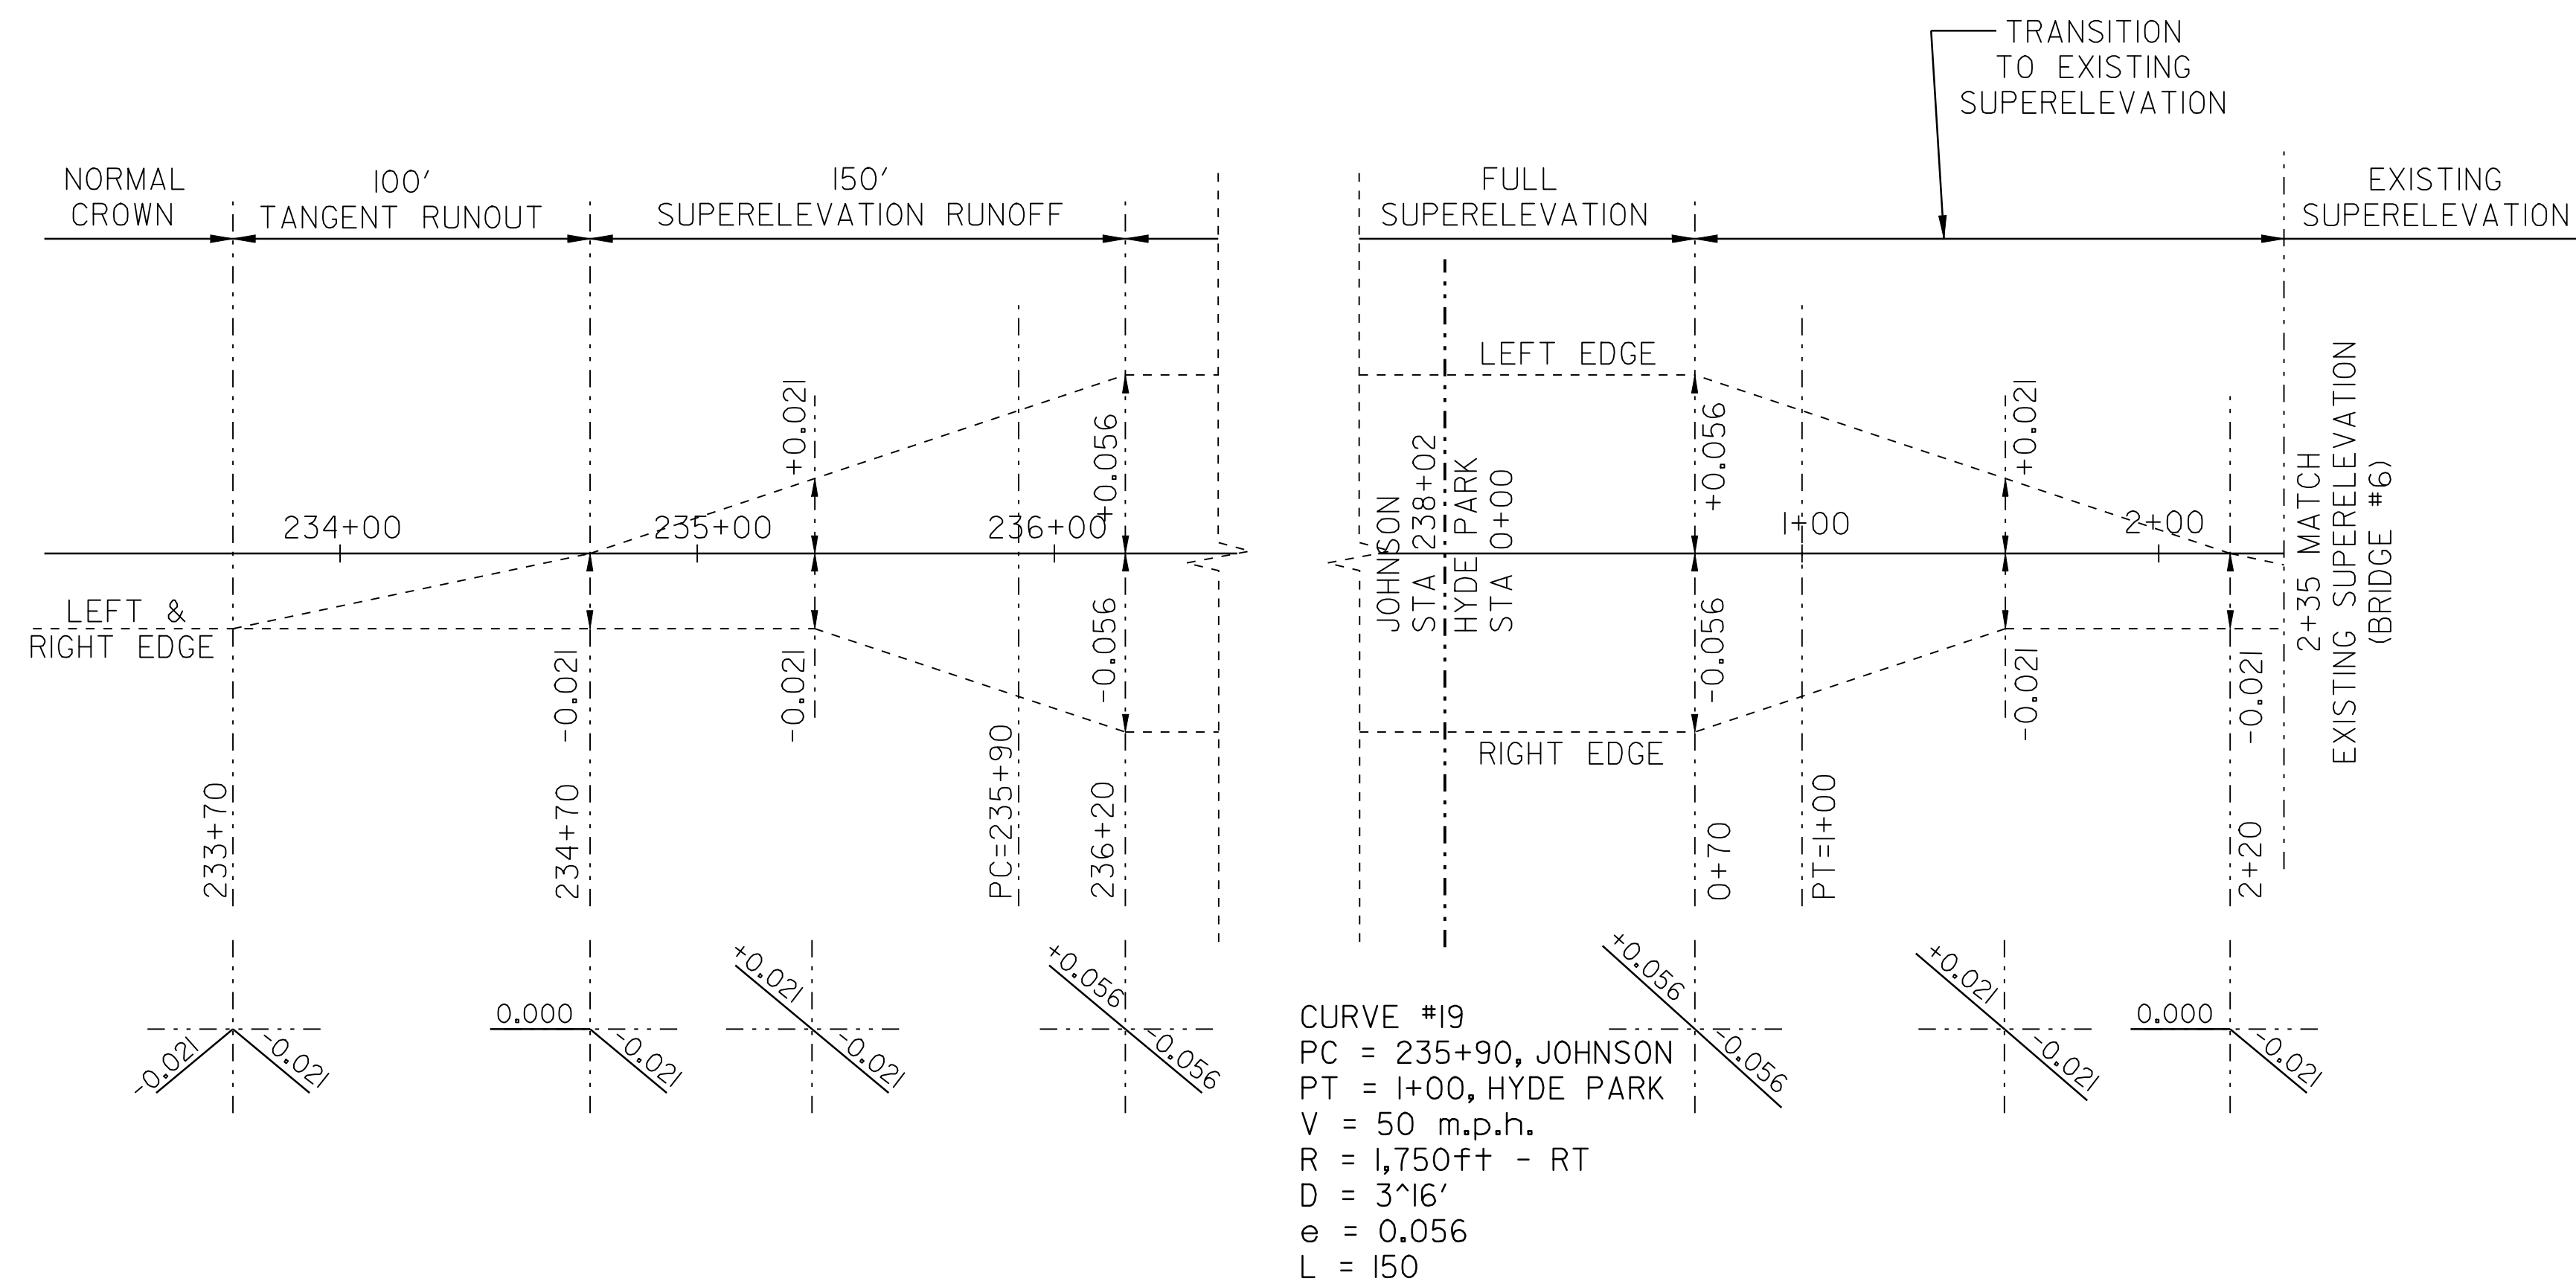 TRANSITION
TO EXISTING
SUPERELEVATION
NORMAL
CROWN
100'
TANGENT RUNOUT
150'
SUPERELEVATION RUNOFF
FULL
SUPERELEVATION
EXISTING
SUPERELEVATION
LEFT EDGE
+0.021
+0.056
+0.056
+0.021
234+00
235+00
236+00
1+00
2+00
JOHNSON
STA 238+02
HYDE PARK
STA 0+00
2+35 MATCH
EXISTING SUPERELEVATION
(BRIDGE #6)
LEFT &
RIGHT EDGE
-0.021
-0.021
-0.056
-0.056
-0.021
-0.021
RIGHT EDGE
233+70
234+70
PC=235+90
236+20
0+70
PT=1+00
2+20
-0.021
-0.021
0.000
-0.021
+0.021
-0.021
+0.056
-0.056
+0.056
-0.056
+0.021
-0.021
0.000
-0.021
CURVE #19
PC = 235+90, JOHNSON
PT = 1+00, HYDE PARK
V = 50 m.p.h.
R = 1,750ft - RT
D = 3^16'
e = 0.056
L = 150